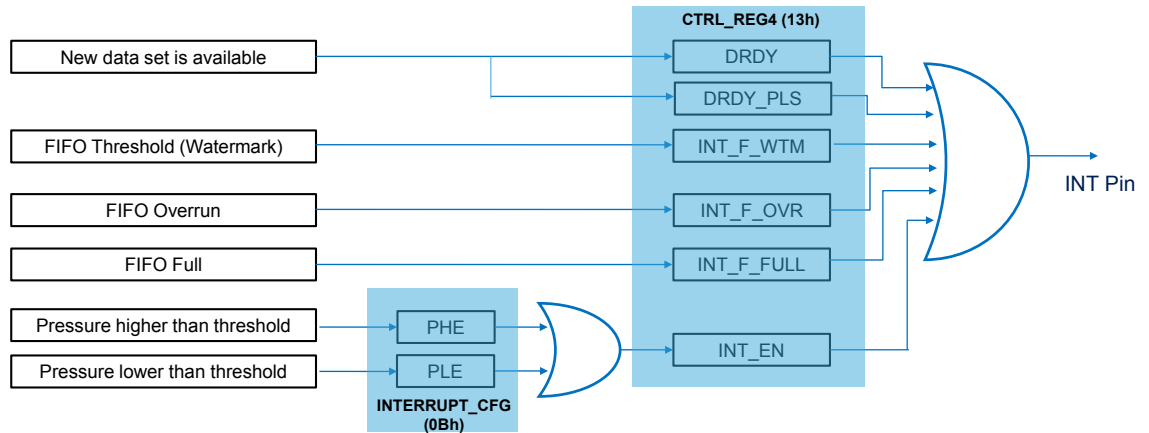 CTRL_REG4 (13h)
New data set is available
DRDY
DRDY_PLS
FIFO Threshold (Watermark)
INT_F_WTM
INT Pin
FIFO Overrun
INT_F_OVR
FIFO Full
INT_F_FULL
Pressure higher than threshold
PHE
INT_EN
Pressure lower than threshold
PLE
INTERRUPT_CFG
(0Bh)